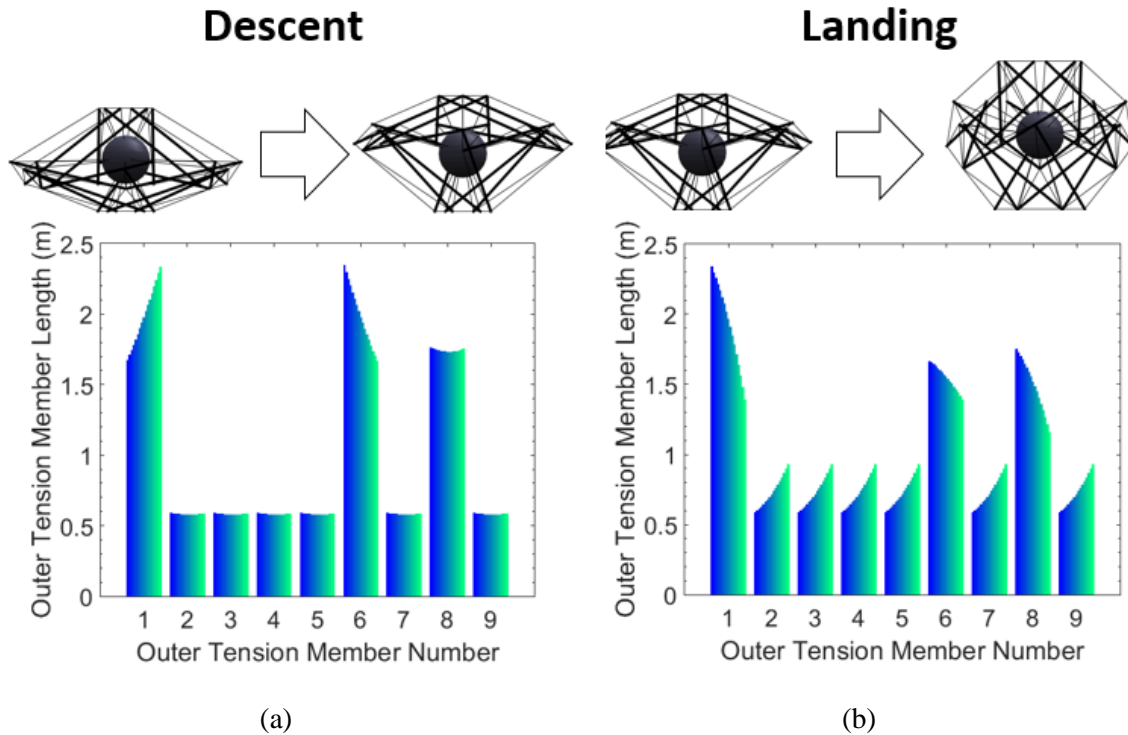 Descent
Landing
Outer Tension Member Length (m)
2.5
2
1.5
1
0.5
0
1 2 3 4 5 6 7 8 9
Outer Tension Member Number
(a)
Outer Tension Member Length (m)
2.5
2
1.5
1
0.5
0
1 2 3 4 5 6 7 8 9
Outer Tension Member Number
(b)